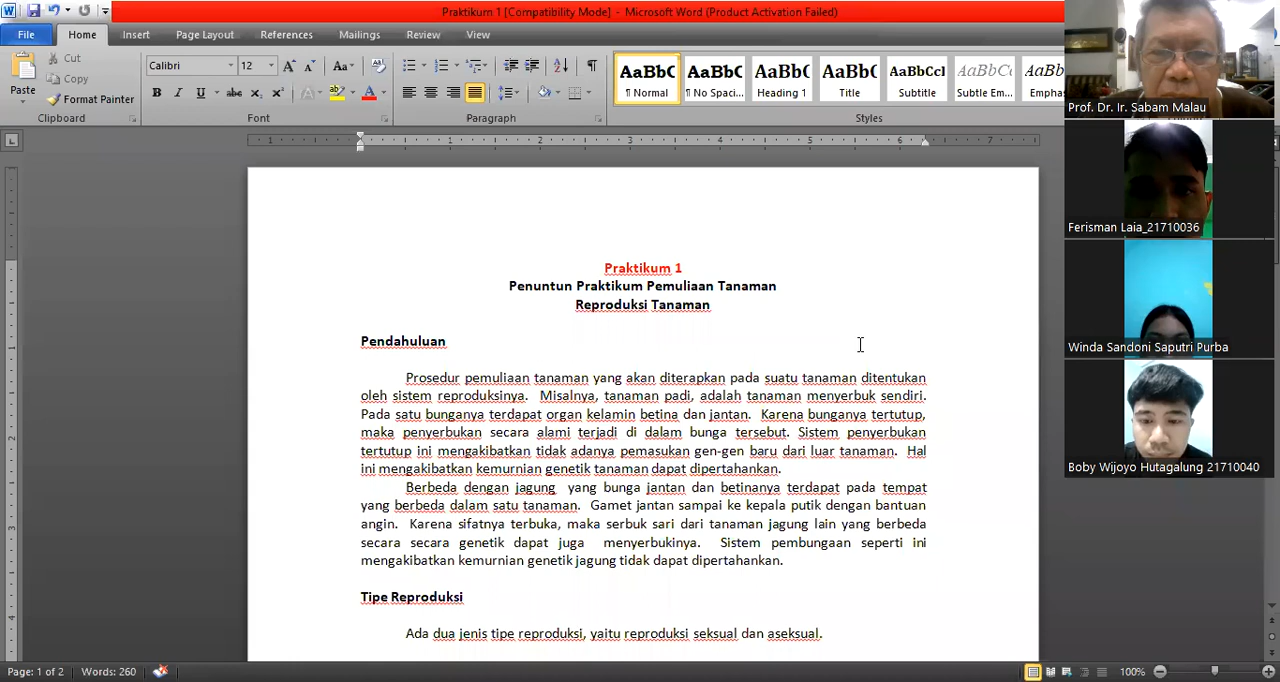 Praktikum 1 [Compatibility Mode] - Microsoft Word (Product Activation Failed)
File Home Insert Page Layout References Mailings Review View
Paste
Cut
Copy
Format Painter
Clipboard
Calibri 12
Font
Paragraph
AaBbC AaBbC AaBbC AaBbC AaBbCcI AaBbCcI AaBb
¶ Normal ¶ No Spaci... Heading 1 Title Subtitle Subtle Em...
Styles
Praktikum 1
Penuntun Praktikum Pemuliaan Tanaman
Reproduksi Tanaman
Pendahuluan
Prosedur pemuliaan tanaman yang akan diterapkan pada suatu tanaman ditentukan
oleh sistem reproduksinya. Misalnya, tanaman padi, adalah tanaman menyerbuk sendiri.
Pada satu bunganya terdapat organ kelamin betina dan jantan. Karena bunganya tertutup,
maka penyerbukan secara alami terjadi di dalam bunga tersebut. Sistem penyerbukan
tertutup ini mengakibatkan tidak adanya pemasukan gen-gen baru dari luar tanaman. Hal
ini mengakibatkan kemurnian genetik tanaman dapat dipertahankan.
Berbeda dengan jagung yang bunga jantan dan betinanya terdapat pada tempat
yang berbeda dalam satu tanaman. Gamet jantan sampai ke kepala putik dengan bantuan
angin. Karena sifatnya terbuka, maka serbuk sari dari tanaman jagung lain yang berbeda
secara secara genetik dapat juga menyerbukinya. Sistem pembungaan seperti ini
mengakibatkan kemurnian genetik jagung tidak dapat dipertahankan.
Tipe Reproduksi
Ada dua jenis tipe reproduksi, yaitu reproduksi seksual dan aseksual.
Page: 1 of 2 Words: 260 100%
Prof. Dr. Ir. Sabam Malau
Ferisman Laia_21710036
Winda Sandoni Saputri Purba
Boby Wijoyo Hutagalung 21710040